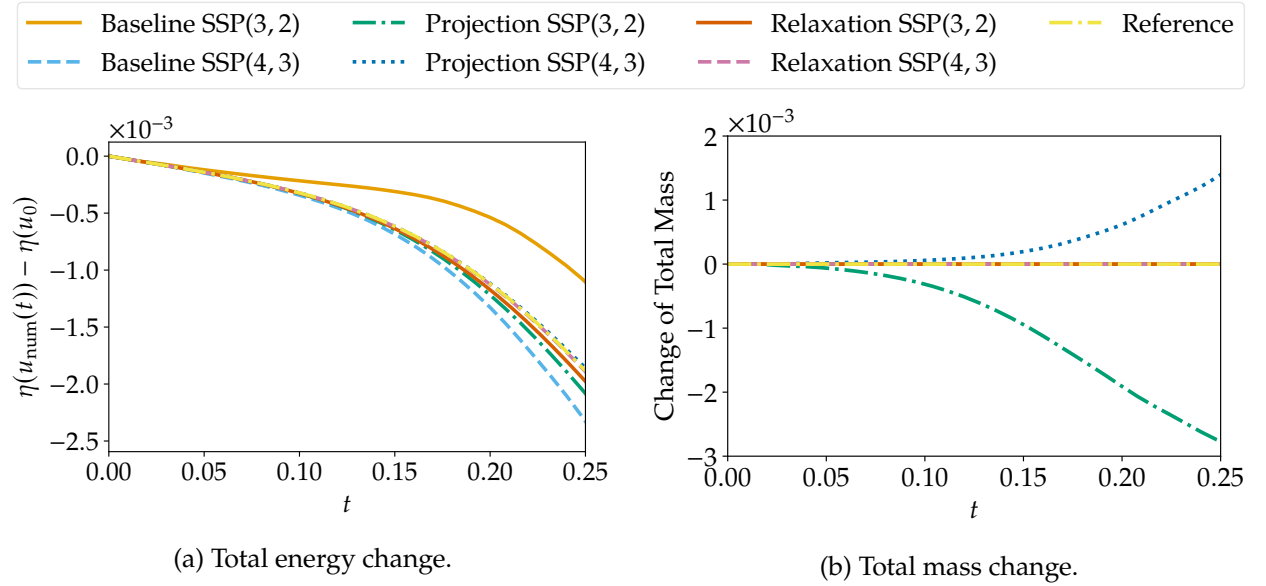 Baseline SSP(3, 2) Projection SSP(3, 2) Relaxation SSP(3, 2) Reference
Baseline SSP(4, 3) Projection SSP(4, 3) Relaxation SSP(4, 3)
×10⁻³
0.0
−0.5
−1.0
−1.5
−2.0
−2.5
η(u_num(t)) − η(u₀)
0.00 0.05 0.10 0.15 0.20 0.25
t
(a) Total energy change.
×10⁻³
2
1
0
−1
−2
−3
Change of Total Mass
0.00 0.05 0.10 0.15 0.20 0.25
t
(b) Total mass change.